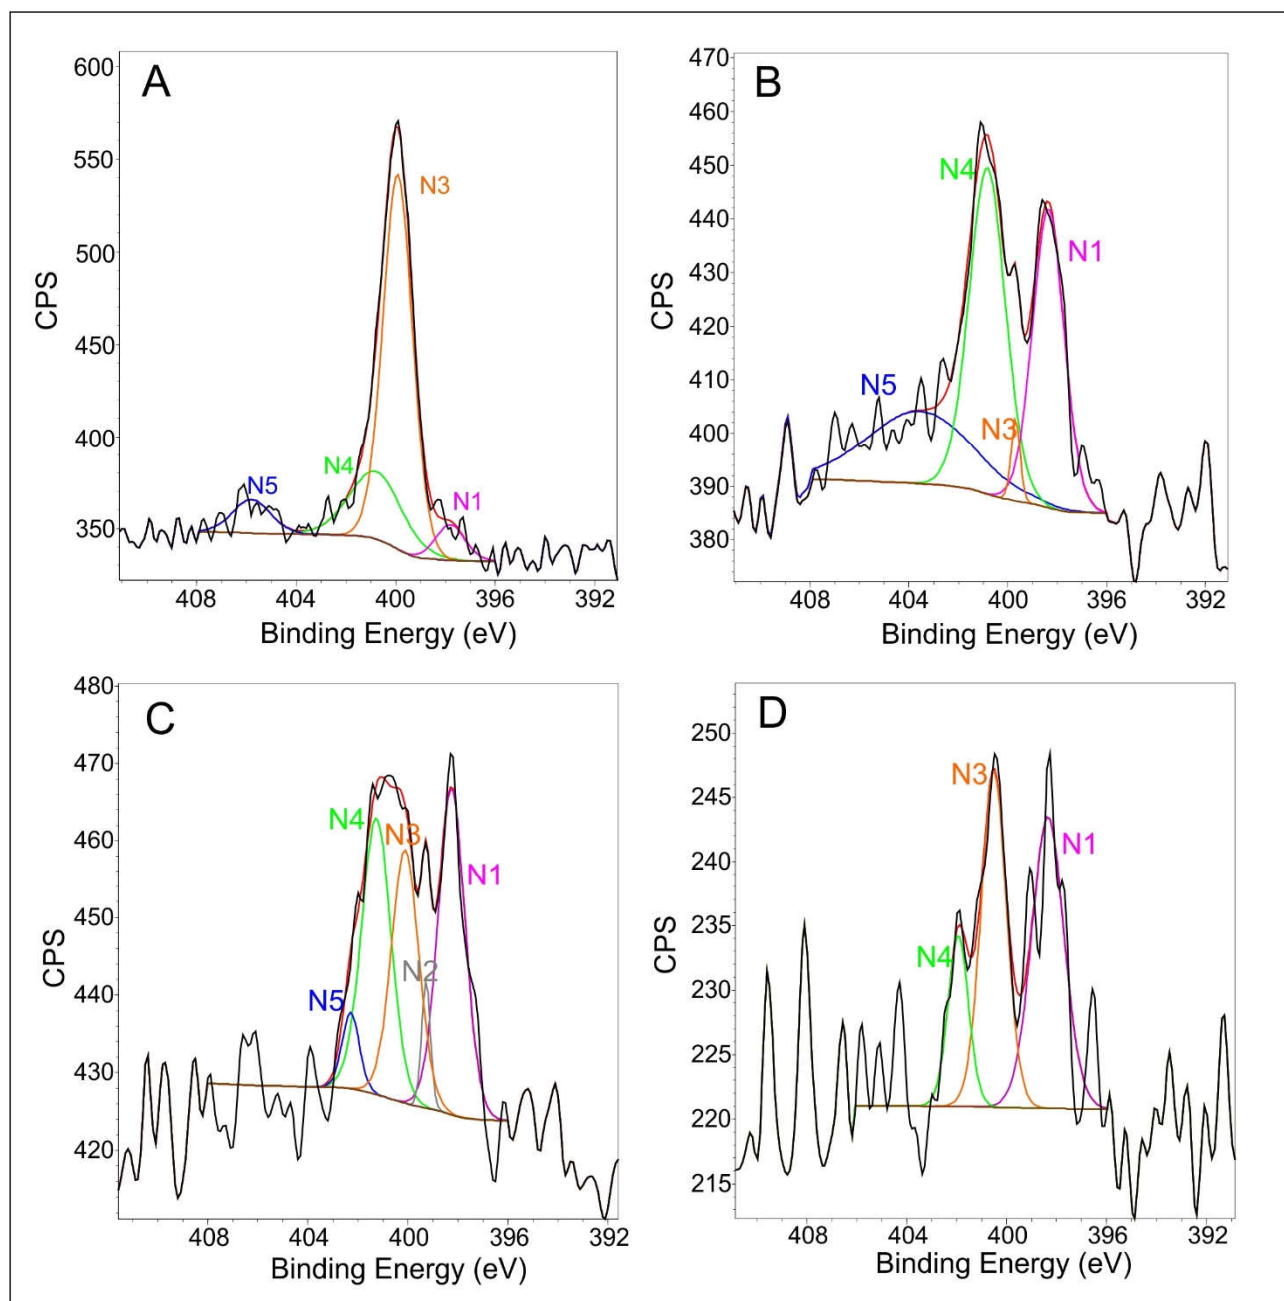 A
600
550
500
450
400
350
CPS
N3
N4
N5
N1
408 404 400 396 392
Binding Energy (eV)
B
470
460
450
440
430
420
410
400
390
380
CPS
N4
N1
N5
N3
408 404 400 396 392
Binding Energy (eV)
C
480
470
460
450
440
430
420
CPS
N4
N3
N1
N2
N5
408 404 400 396 392
Binding Energy (eV)
D
250
245
240
235
230
225
220
215
CPS
N3
N1
N4
408 404 400 396 392
Binding Energy (eV)